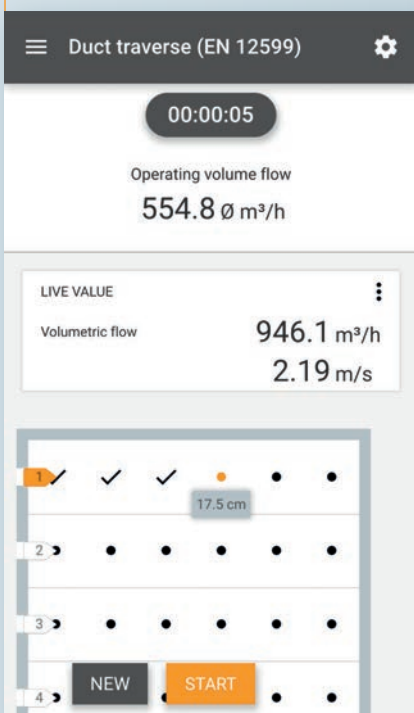 Duct traverse (EN 12599)
00:00:05
Operating volume flow
554.8 Ø m³/h
LIVE VALUE
Volumetric flow 946.1 m³/h
2.19 m/s
1
17.5 cm
2
3
4
NEW START